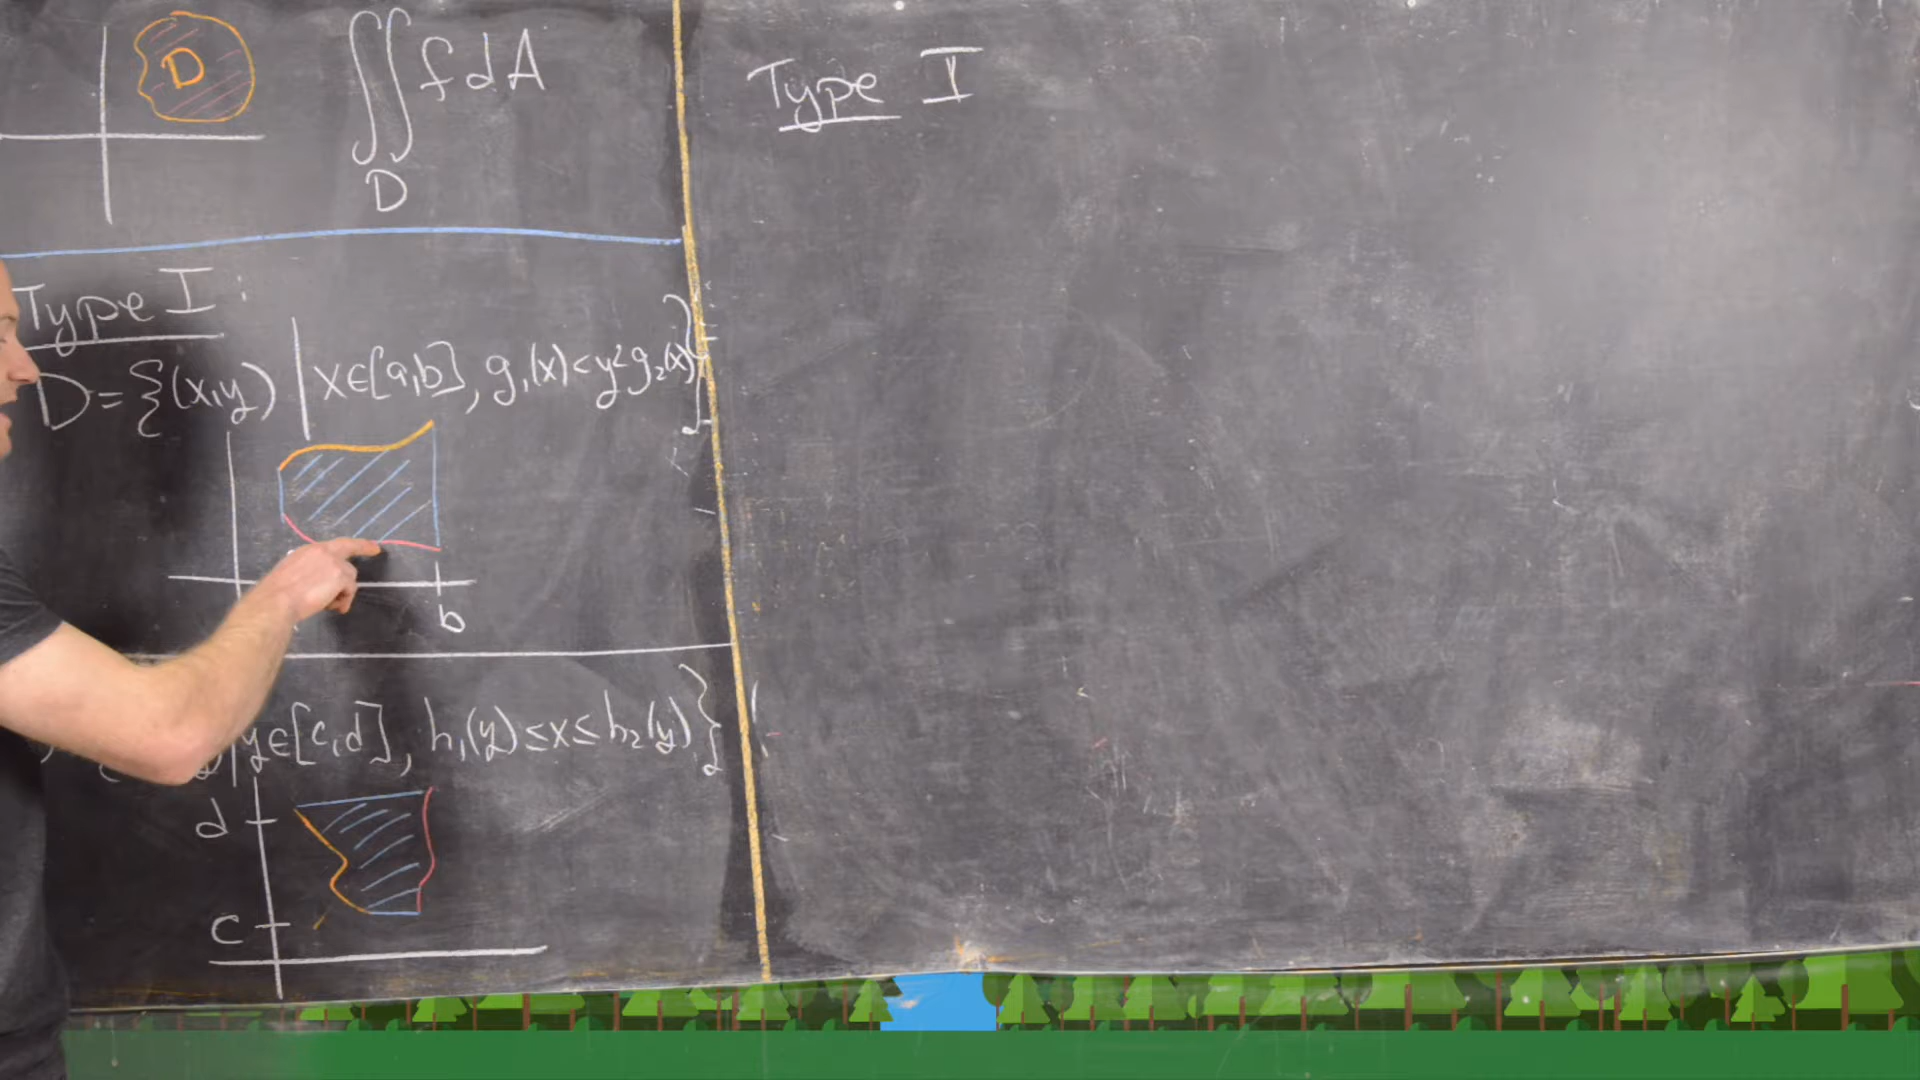 D
∬ f dA
D
Type I:
D={(x,y) | x∈[a,b], g₁(x)<y<g₂(x)}
b
y∈[c,d], h₁(y)≤x≤h₂(y)}
d
c
Type I